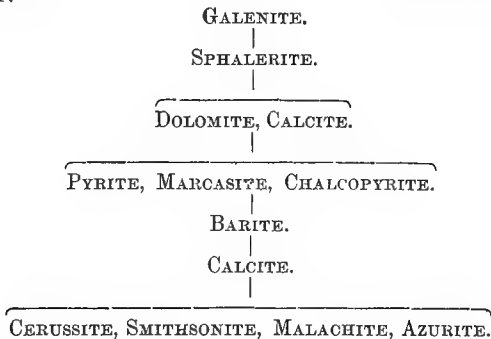 GALENITE.
SPHALERITE.
DOLOMITE, CALCITE.
PYRITE, MARCASITE, CHALCOPYRITE.
BARITE.
CALCITE.
CERUSSITE, SMITHSONITE, MALACHITE, AZURITE.